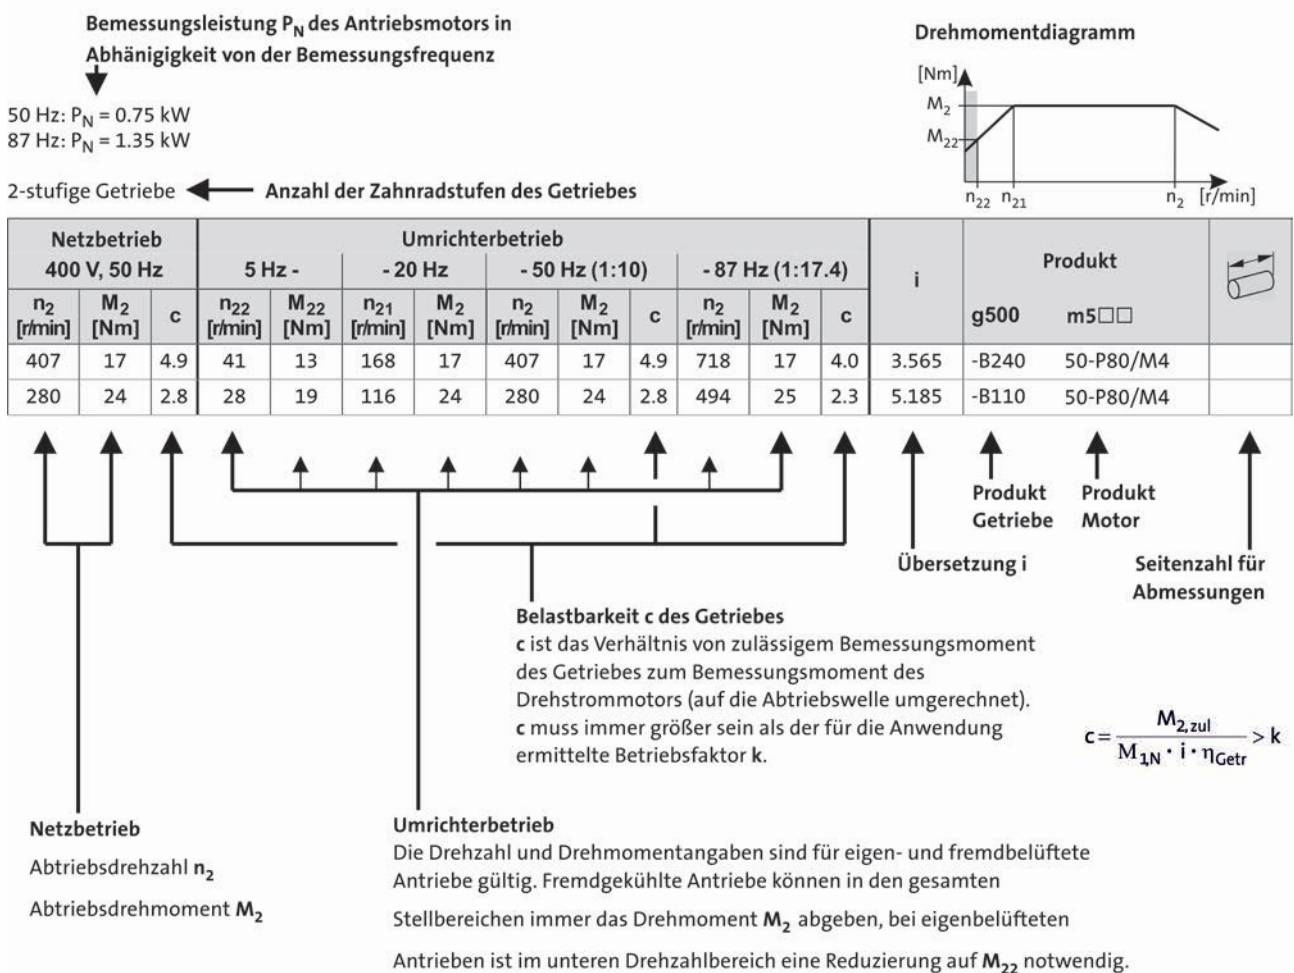 Bemessungsleistung PN des Antriebsmotors in
Abhänigigkeit von der Bemessungsfrequenz
50 Hz: PN = 0.75 kW
87 Hz: PN = 1.35 kW
2-stufige Getriebe Anzahl der Zahnradstufen des Getriebes
Drehmomentdiagramm
[Nm]
M2
M22
n22 n21 n2 [r/min]
Netzbetrieb Umrichterbetrieb i Produkt
400 V, 50 Hz 5 Hz - - 20 Hz - 50 Hz (1:10) - 87 Hz (1:17.4)
n2 M2 c n22 M22 n21 M2 n2 M2 c n2 M2 c g500 m5□□
[r/min] [Nm] [r/min] [Nm] [r/min] [Nm] [r/min] [Nm] [r/min] [Nm]
407 17 4.9 41 13 168 17 407 17 4.9 718 17 4.0 3.565 -B240 50-P80/M4
280 24 2.8 28 19 116 24 280 24 2.8 494 25 2.3 5.185 -B110 50-P80/M4
Produkt Produkt
Getriebe Motor
Übersetzung i Seitenzahl für
Abmessungen
Belastbarkeit c des Getriebes
c ist das Verhältnis von zulässigem Bemessungsmoment
des Getriebes zum Bemessungsmoment des
Drehstrommotors (auf die Abtriebswelle umgerechnet).
c muss immer größer sein als der für die Anwendung
ermittelte Betriebsfaktor k.
c = M2, zul / M1,N · i · ηGetr > k
Netzbetrieb
Abtriebsdrehzahl n2
Abtriebsdrehmoment M2
Umrichterbetrieb
Die Drehzahl und Drehmomentangaben sind für eigen- und fremdbelüftete
Antriebe gültig. Fremdgekühlte Antriebe können in den gesamten
Stellbereichen immer das Drehmoment M2 abgeben, bei eigenbelüfteten
Antrieben ist im unteren Drehzahlbereich eine Reduzierung auf M22 notwendig.